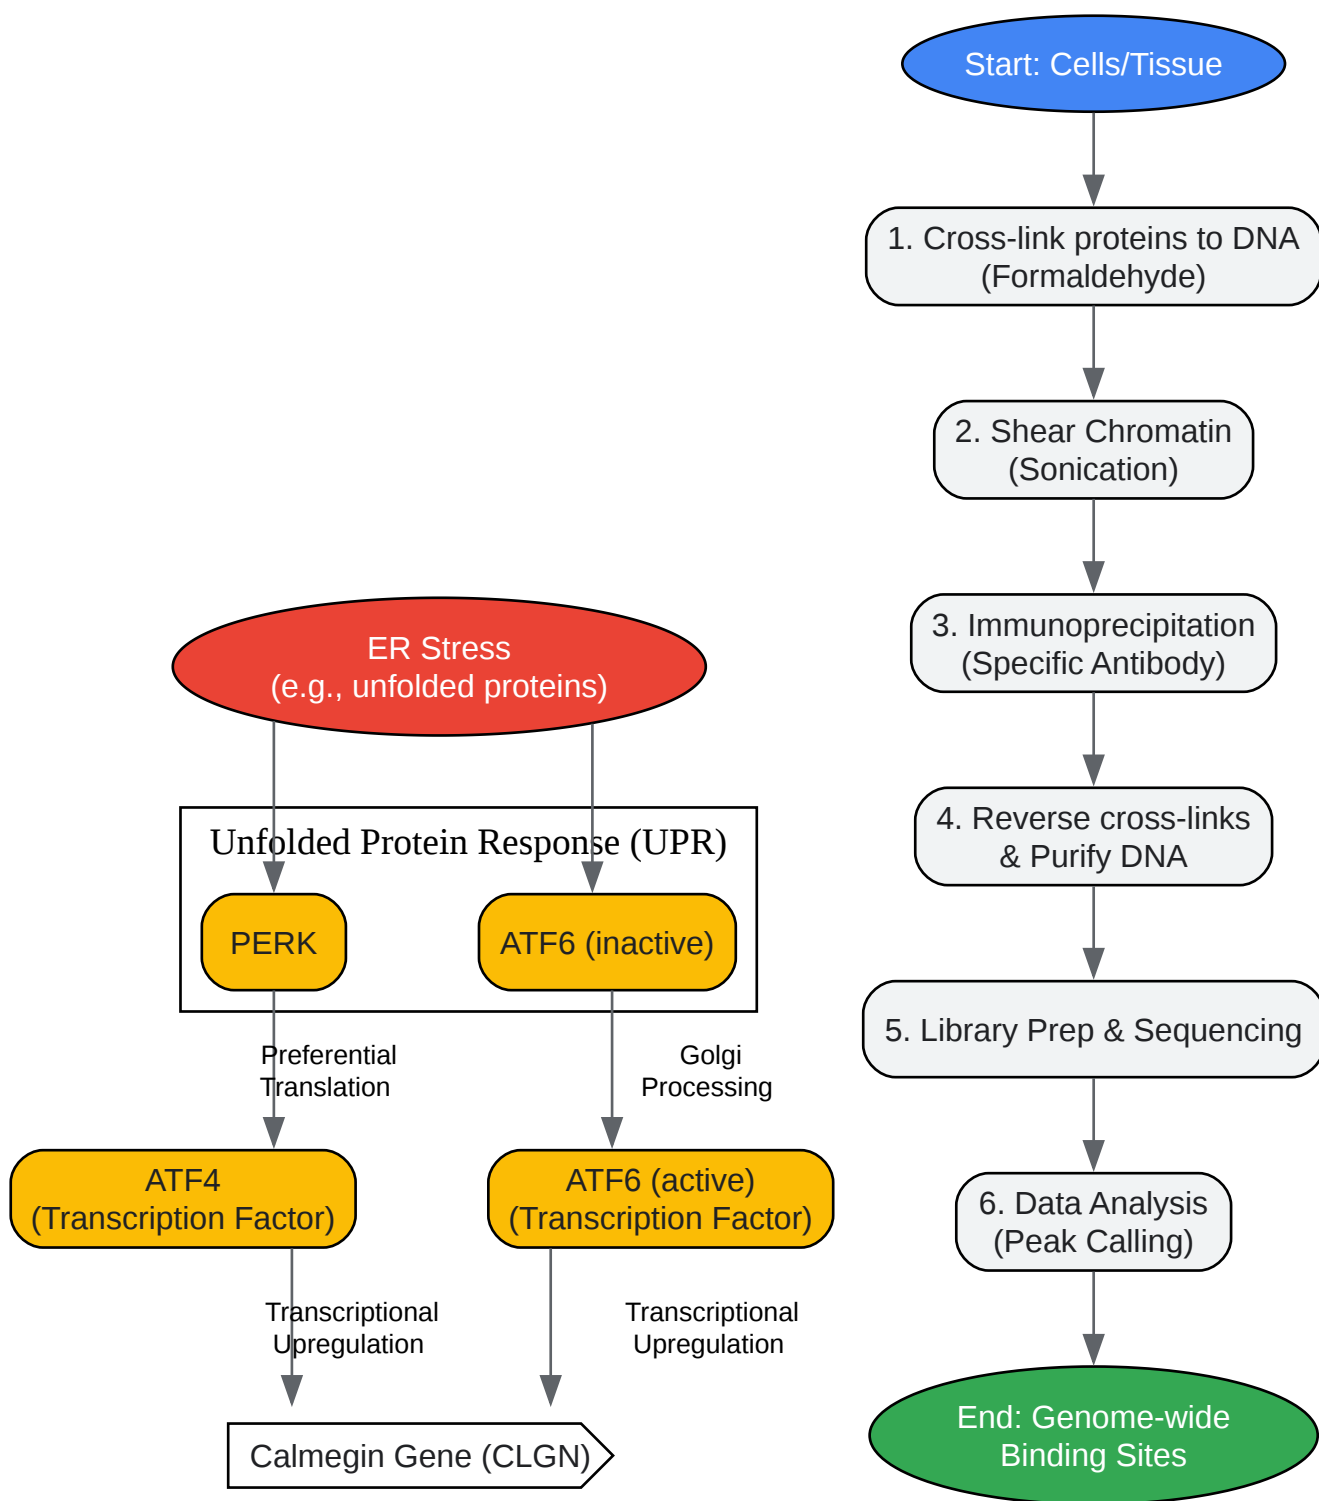 Start: Cells/Tissue
1. Cross-link proteins to DNA
(Formaldehyde)
2. Shear Chromatin
(Sonication)
3. Immunoprecipitation
(Specific Antibody)
4. Reverse cross-links
& Purify DNA
5. Library Prep & Sequencing
6. Data Analysis
(Peak Calling)
End: Genome-wide
Binding Sites
ER Stress
(e.g., unfolded proteins)
Unfolded Protein Response (UPR)
PERK
ATF6 (inactive)
Preferential
Translation
Golgi
Processing
ATF4
(Transcription Factor)
ATF6 (active)
(Transcription Factor)
Transcriptional
Upregulation
Transcriptional
Upregulation
Calmegin Gene (CLGN)